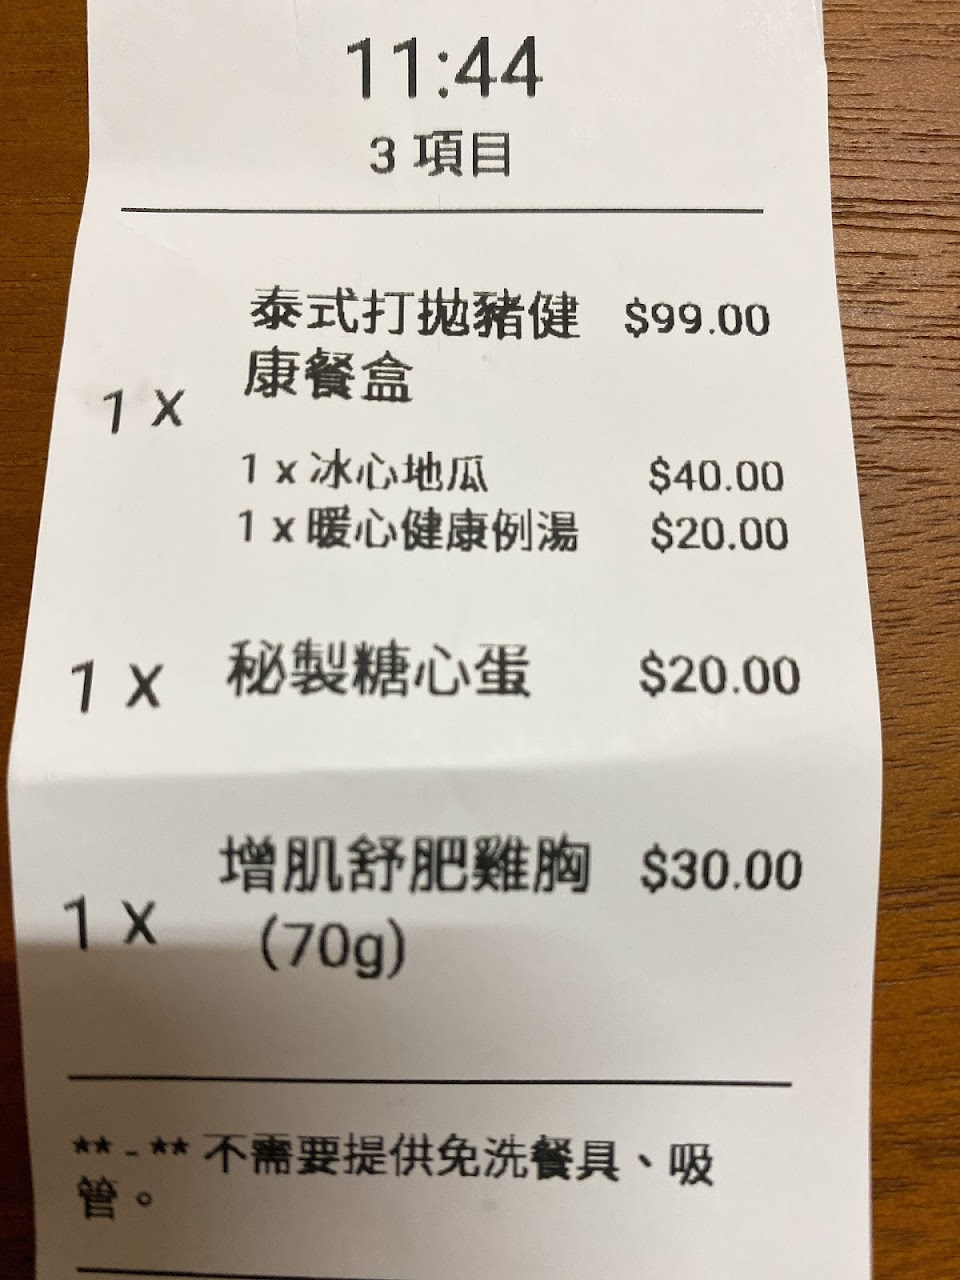 11:44
3 項目
泰式打拋豬健 $99.00
康餐盒
1 X
1 x 冰心地瓜 $40.00
1 x 暖心健康例湯 $20.00
1 X 秘製糖心蛋 $20.00
增肌舒肥雞胸 $30.00
1 X (70g)
** - ** 不需要提供免洗餐具、吸
管。